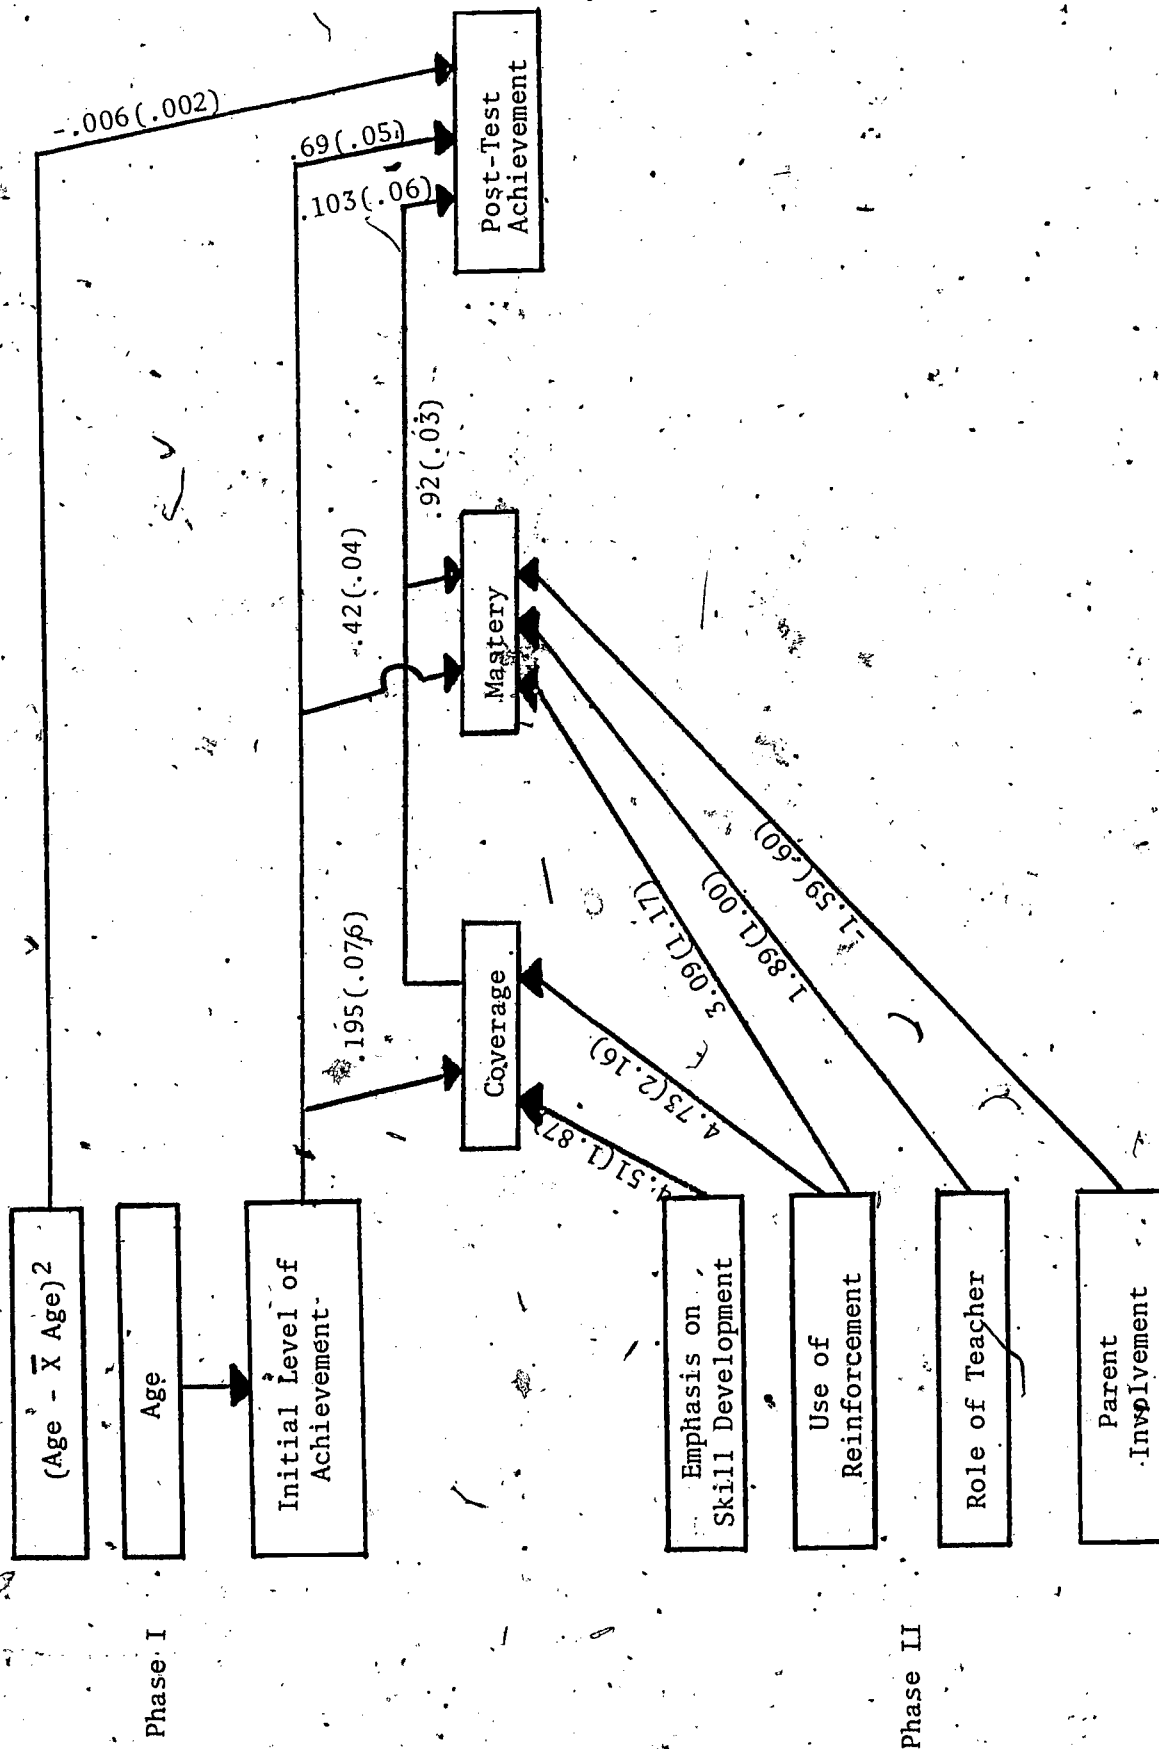 Phase I
(Age - X̅ Age)²
Age
Initial Level of
Achievement
-.006(.002)
.69(.05)
.103(.06)
.42(.04)
.92(.03)
.195(.076)
Coverage
Mastery
Post-Test
Achievement
4.51(1.87)
4.73(2.16)
3.09(1.17)
1.89(1.00)
-1.59(.60)
Phase II
Emphasis on
Skill Development
Use of
Reinforcement
Role of Teacher
Parent
Involvement